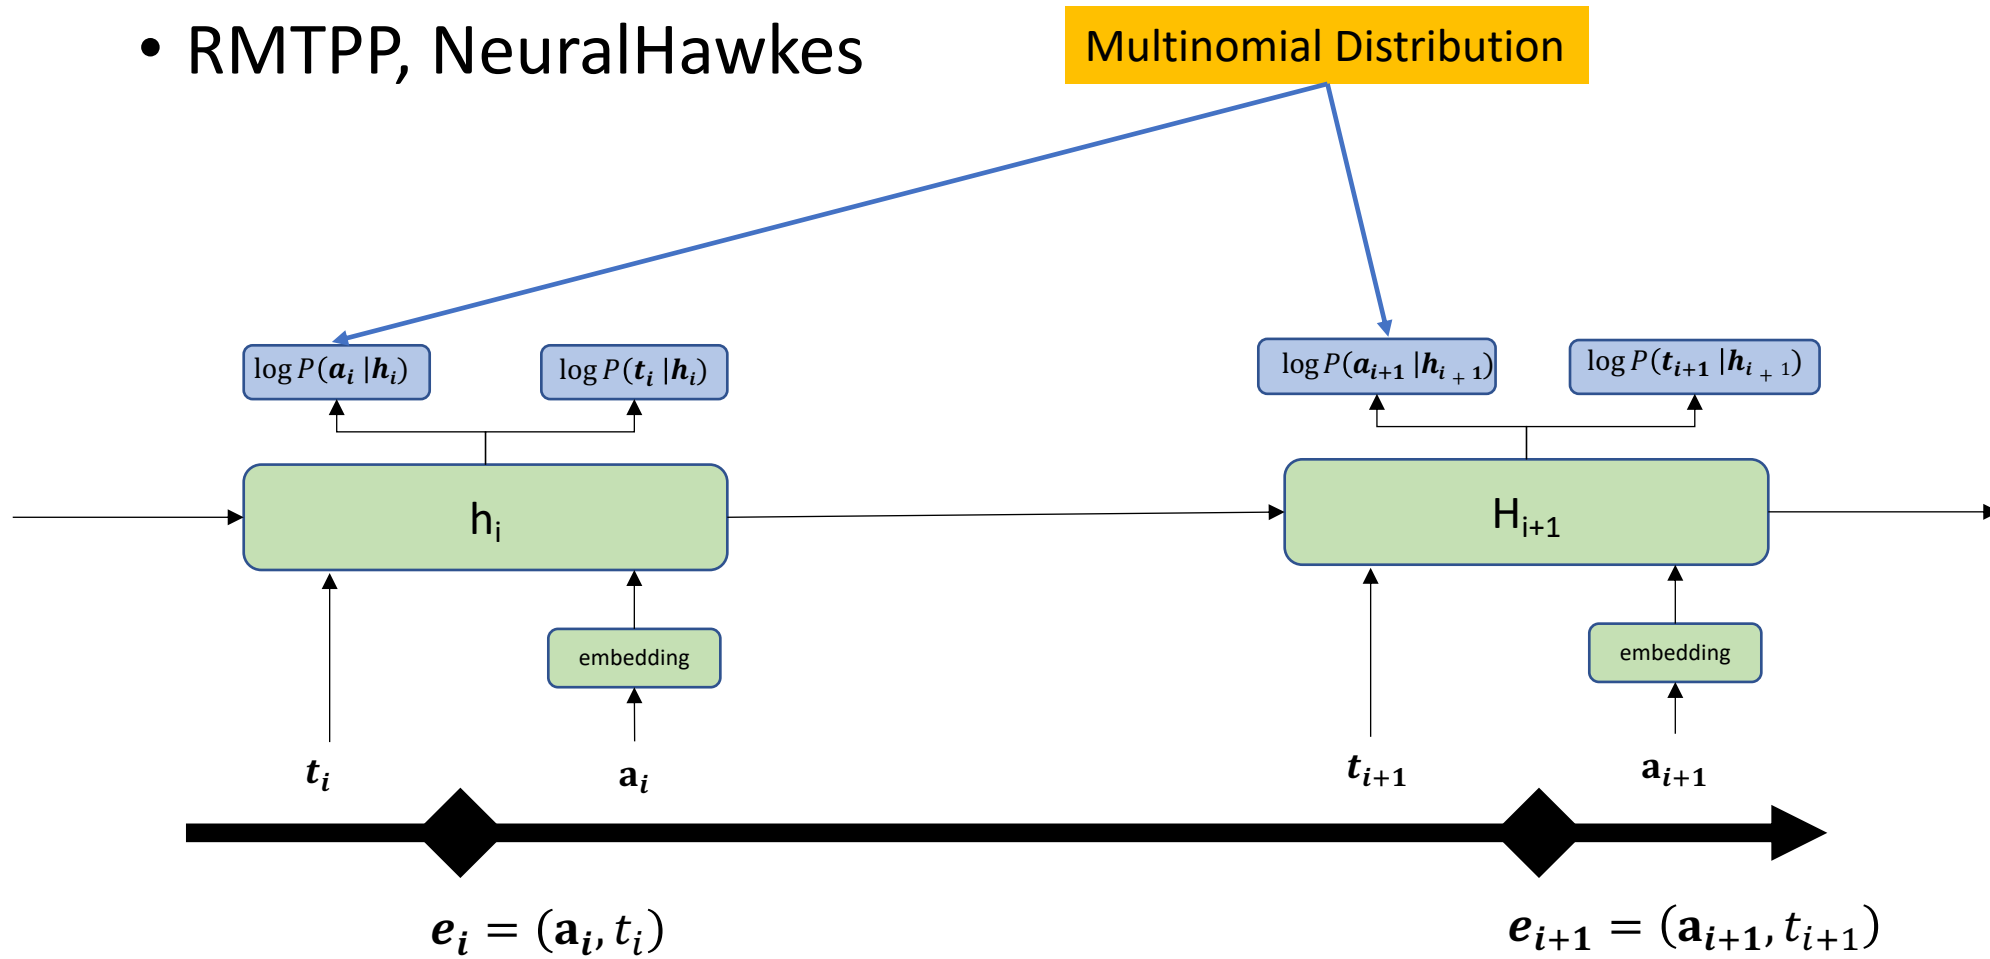 • RMTPP, NeuralHawkes
Multinomial Distribution
log P(a_i |h_i)
log P(t_i |h_i)
log P(a_{i+1} |h_{i + 1})
log P(t_{i+1} |h_{i + 1})
h_i
H_{i+1}
embedding
embedding
t_i
a_i
t_{i+1}
a_{i+1}
e_i = (a_i, t_i)
e_{i+1} = (a_{i+1}, t_{i+1})